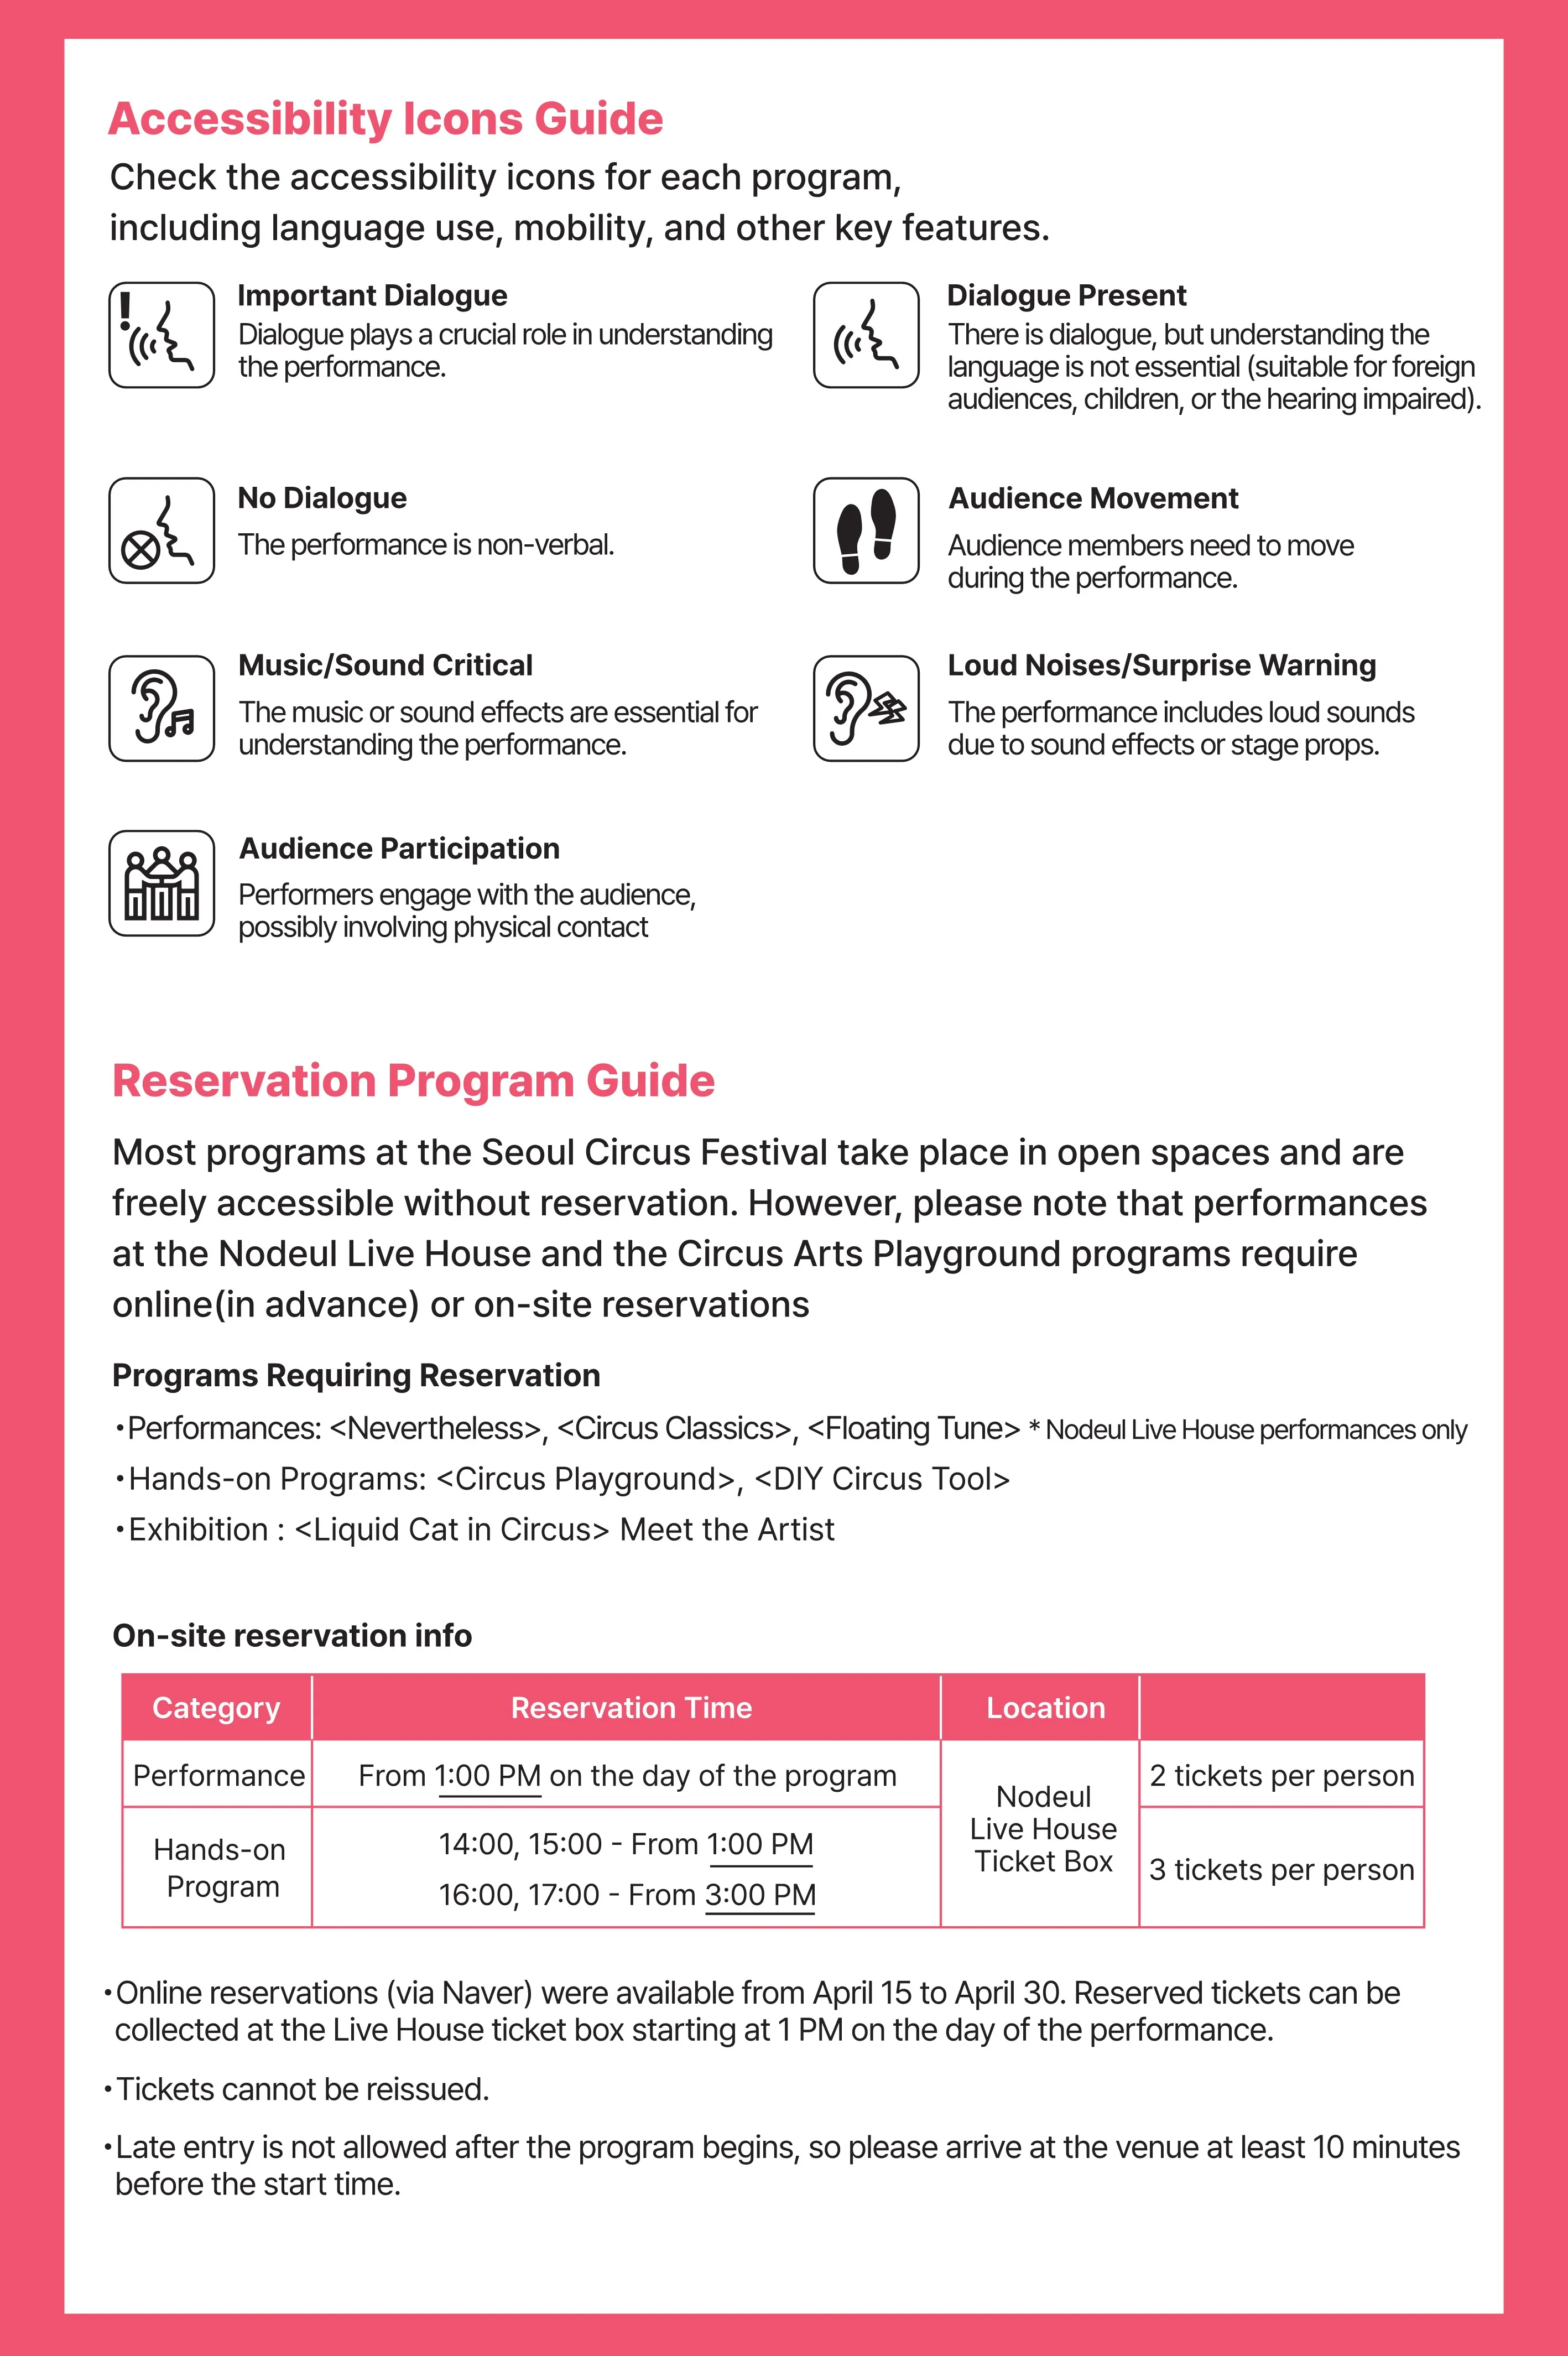 Accessibility Icons Guide
Check the accessibility icons for each program,
including language use, mobility, and other key features.
Important Dialogue
Dialogue plays a crucial role in understanding
the performance.
Dialogue Present
There is dialogue, but understanding the
language is not essential (suitable for foreign
audiences, children, or the hearing impaired).
No Dialogue
The performance is non-verbal.
Audience Movement
Audience members need to move
during the performance.
Music/Sound Critical
The music or sound effects are essential for
understanding the performance.
Loud Noises/Surprise Warning
The performance includes loud sounds
due to sound effects or stage props.
Audience Participation
Performers engage with the audience,
possibly involving physical contact
Reservation Program Guide
Most programs at the Seoul Circus Festival take place in open spaces and are
freely accessible without reservation. However, please note that performances
at the Nodeul Live House and the Circus Arts Playground programs require
online(in advance) or on-site reservations
Programs Requiring Reservation
・Performances: <Nevertheless>, <Circus Classics>, <Floating Tune> * Nodeul Live House performances only
・Hands-on Programs: <Circus Playground>, <DIY Circus Tool>
・Exhibition : <Liquid Cat in Circus> Meet the Artist
On-site reservation info
Category Reservation Time Location
Performance From 1:00 PM on the day of the program 2 tickets per person
Nodeul
Live House
Ticket Box
Hands-on
Program
14:00, 15:00 - From 1:00 PM
16:00, 17:00 - From 3:00 PM
3 tickets per person
・Online reservations (via Naver) were available from April 15 to April 30. Reserved tickets can be
collected at the Live House ticket box starting at 1 PM on the day of the performance.
・Tickets cannot be reissued.
・Late entry is not allowed after the program begins, so please arrive at the venue at least 10 minutes
before the start time.